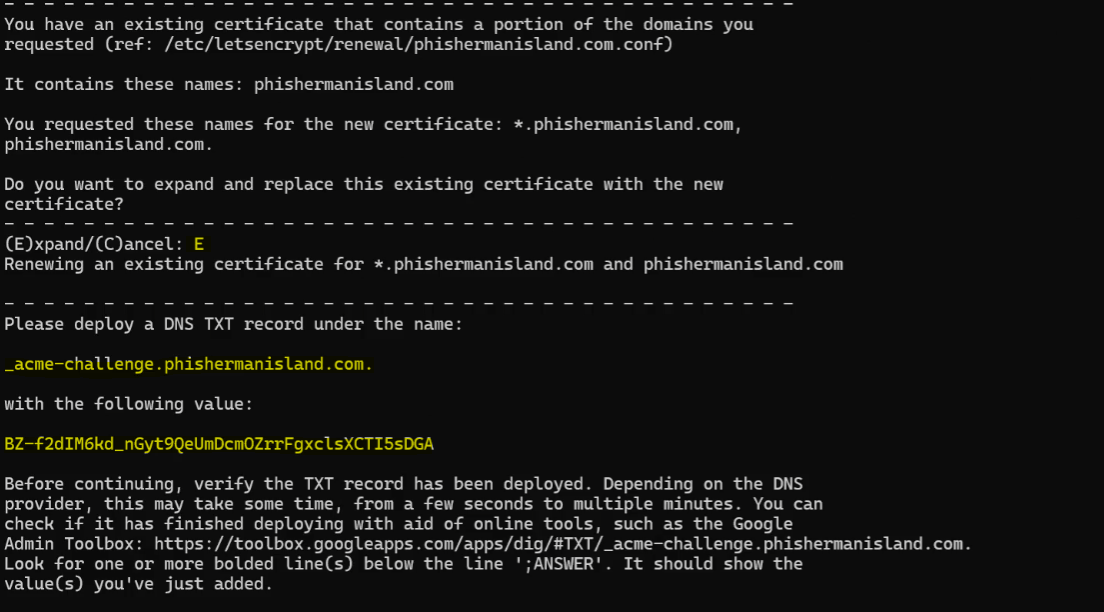 - - - - - - - - - - - - - - - - - - - - - - - - - - - - - - - - - - - - - - - -
You have an existing certificate that contains a portion of the domains you
requested (ref: /etc/letsencrypt/renewal/phishermanisland.com.conf)
It contains these names: phishermanisland.com
You requested these names for the new certificate: *.phishermanisland.com,
phishermanisland.com.
Do you want to expand and replace this existing certificate with the new
certificate?
- - - - - - - - - - - - - - - - - - - - - - - - - - - - - - - - - - - - - - - -
(E)xpand/(C)ancel: E
Renewing an existing certificate for *.phishermanisland.com and phishermanisland.com
- - - - - - - - - - - - - - - - - - - - - - - - - - - - - - - - - - - - - - - -
Please deploy a DNS TXT record under the name:
_acme-challenge.phishermanisland.com.
with the following value:
BZ-f2dIM6kd_nGyt9QeUmDcmOZrrFgxclsXCTI5sDGA
Before continuing, verify the TXT record has been deployed. Depending on the DNS
provider, this may take some time, from a few seconds to multiple minutes. You can
check if it has finished deploying with aid of online tools, such as the Google
Admin Toolbox: https://toolbox.googleapps.com/apps/dig/#TXT/_acme-challenge.phishermanisland.com.
Look for one or more bolded line(s) below the line ';ANSWER'. It should show the
value(s) you've just added.